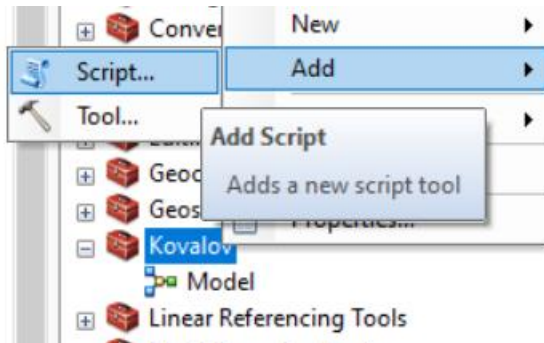 Conver
New
Script...
Add
Tool...
Add Script
Geoc
Adds a new script tool
Geos
Properties...
Kovalov
Model
Linear Referencing Tools